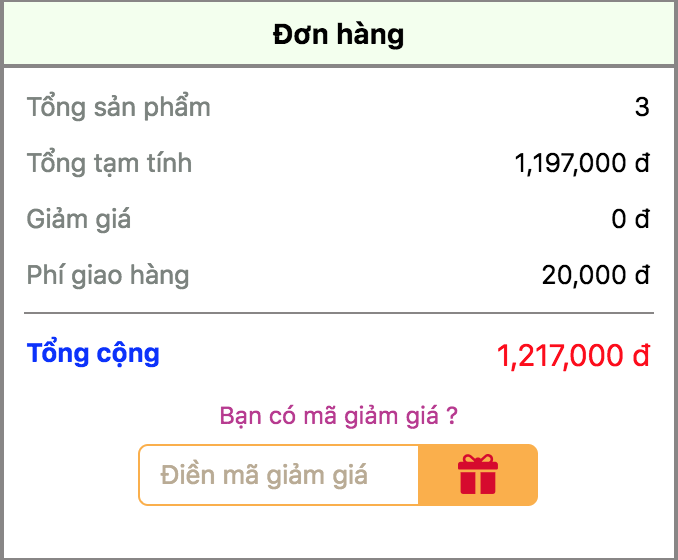 Đơn hàng
Tổng sản phẩm 3
Tổng tạm tính 1,197,000 đ
Giảm giá 0 đ
Phí giao hàng 20,000 đ
Tổng cộng 1,217,000 đ
Bạn có mã giảm giá ?
Điền mã giảm giá